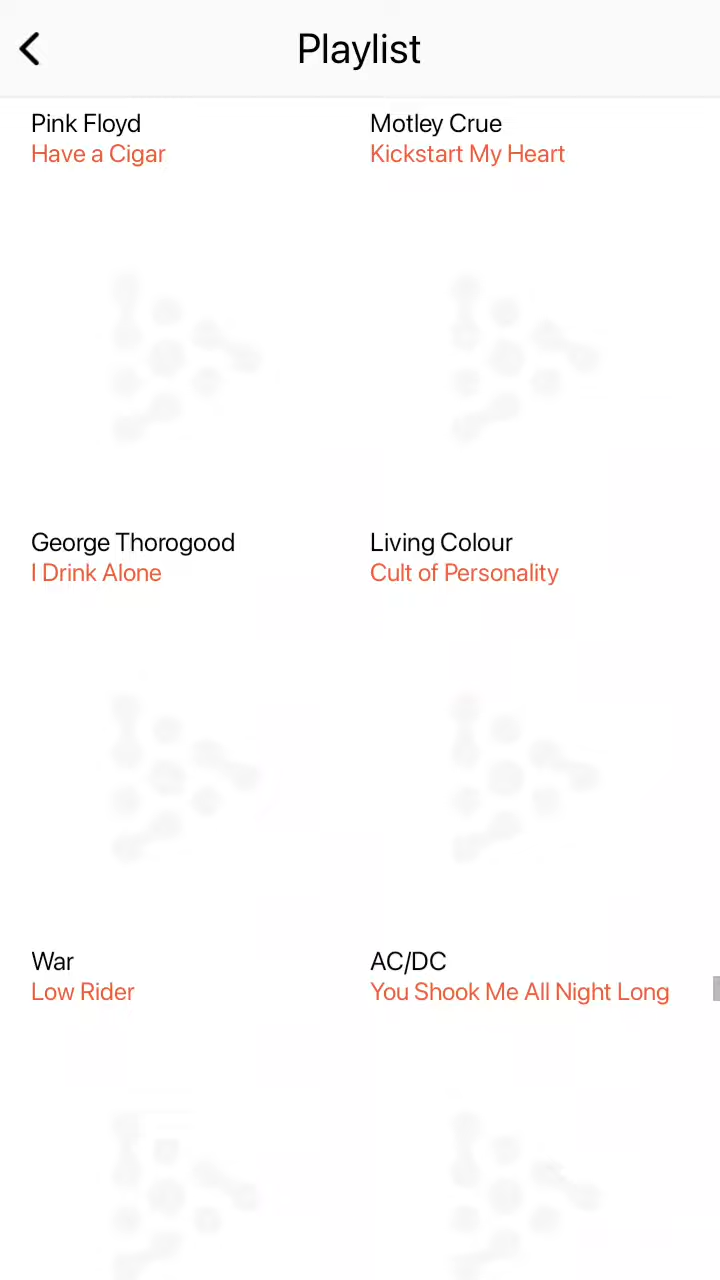 Playlist
Pink Floyd
Have a Cigar
Motley Crue
Kickstart My Heart
George Thorogood
I Drink Alone
Living Colour
Cult of Personality
War
Low Rider
AC/DC
You Shook Me All Night Long